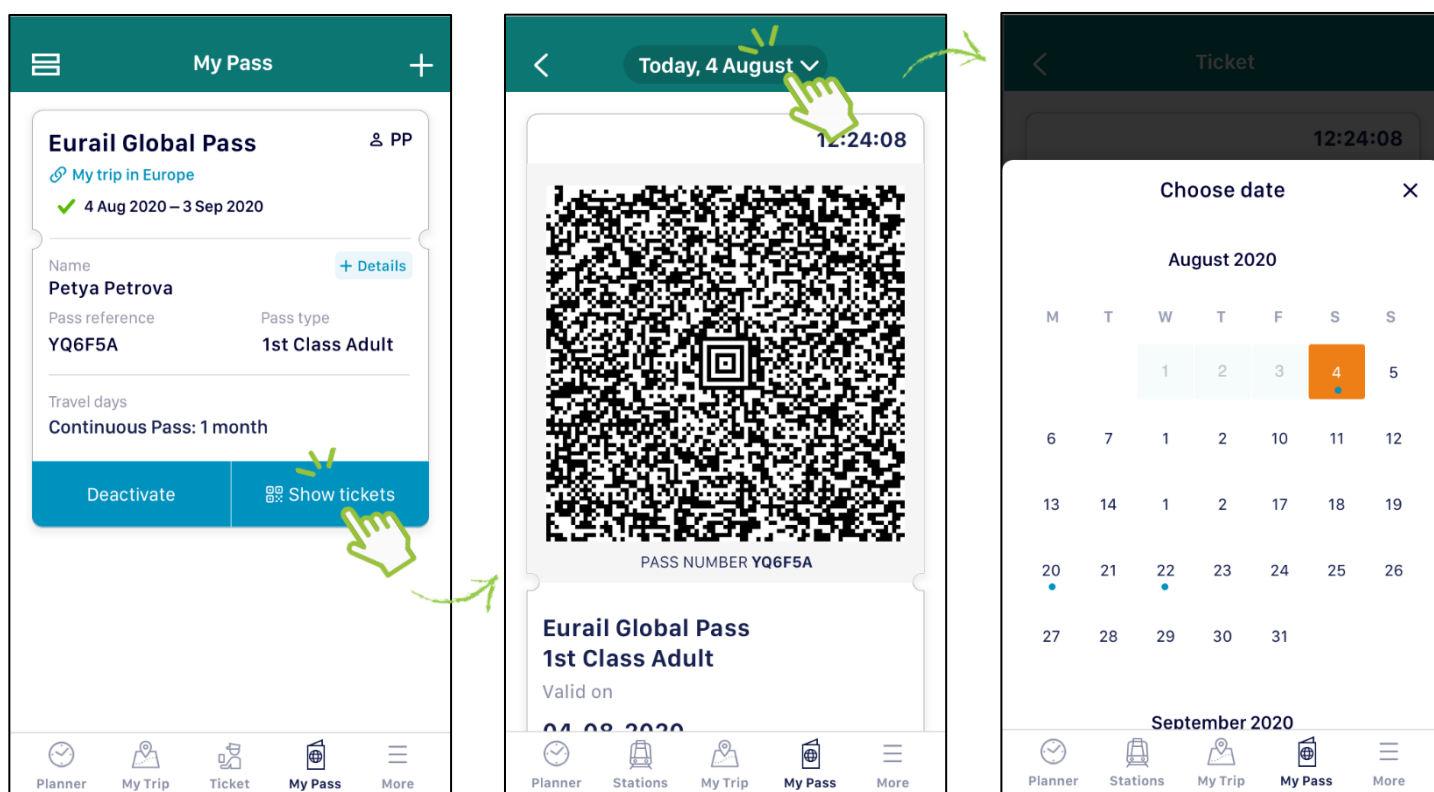 My Pass
Eurail Global Pass
PP
My trip in Europe
4 Aug 2020 – 3 Sep 2020
Name
+ Details
Petya Petrova
Pass reference
Pass type
YQ6F5A
1st Class Adult
Travel days
Continuous Pass: 1 month
Deactivate
Show tickets
Planner
My Trip
Ticket
My Pass
More
Today, 4 August
12:24:08
PASS NUMBER YQ6F5A
Eurail Global Pass
1st Class Adult
Valid on
04-08-2020
Planner
Stations
My Trip
My Pass
More
Ticket
12:24:08
Choose date
August 2020
M T W T F S S
1 2 3 4 5
6 7 1 2 10 11 12
13 14 1 2 17 18 19
20 21 22 23 24 25 26
27 28 29 30 31
September 2020
Planner
Stations
My Trip
My Pass
More